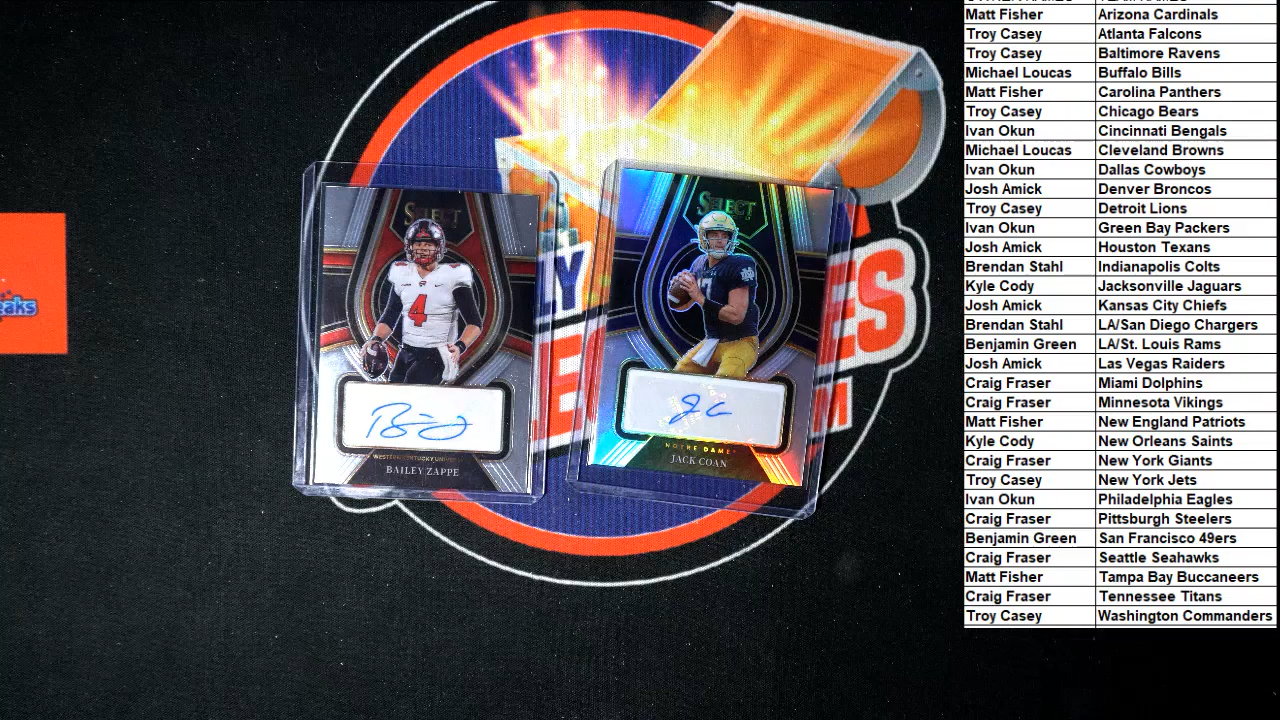 Matt Fisher Arizona Cardinals
Troy Casey Atlanta Falcons
Troy Casey Baltimore Ravens
Michael Loucas Buffalo Bills
Matt Fisher Carolina Panthers
Troy Casey Chicago Bears
Ivan Okun Cincinnati Bengals
Michael Loucas Cleveland Browns
Ivan Okun Dallas Cowboys
Josh Amick Denver Broncos
Troy Casey Detroit Lions
Ivan Okun Green Bay Packers
Josh Amick Houston Texans
Brendan Stahl Indianapolis Colts
Kyle Cody Jacksonville Jaguars
Josh Amick Kansas City Chiefs
Brendan Stahl LA/San Diego Chargers
Benjamin Green LA/St. Louis Rams
Josh Amick Las Vegas Raiders
Craig Fraser Miami Dolphins
Craig Fraser Minnesota Vikings
Matt Fisher New England Patriots
Kyle Cody New Orleans Saints
Craig Fraser New York Giants
Troy Casey New York Jets
Ivan Okun Philadelphia Eagles
Craig Fraser Pittsburgh Steelers
Benjamin Green San Francisco 49ers
Craig Fraser Seattle Seahawks
Matt Fisher Tampa Bay Buccaneers
Craig Fraser Tennessee Titans
Troy Casey Washington Commanders
SELECT
4
WESTERN KENTUCKY UNIVERSITY
BAILEY ZAPPE
SELECT
NOTRE DAME
JACK COAN